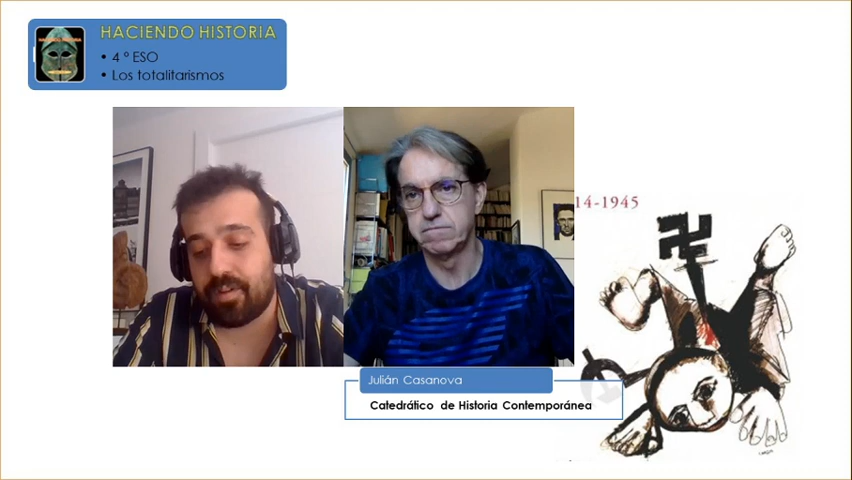 HACIENDO HISTORIA
• 4 º ESO
• Los totalitarismos
14-1945
Julián Casanova
Catedrático de Historia Contemporánea